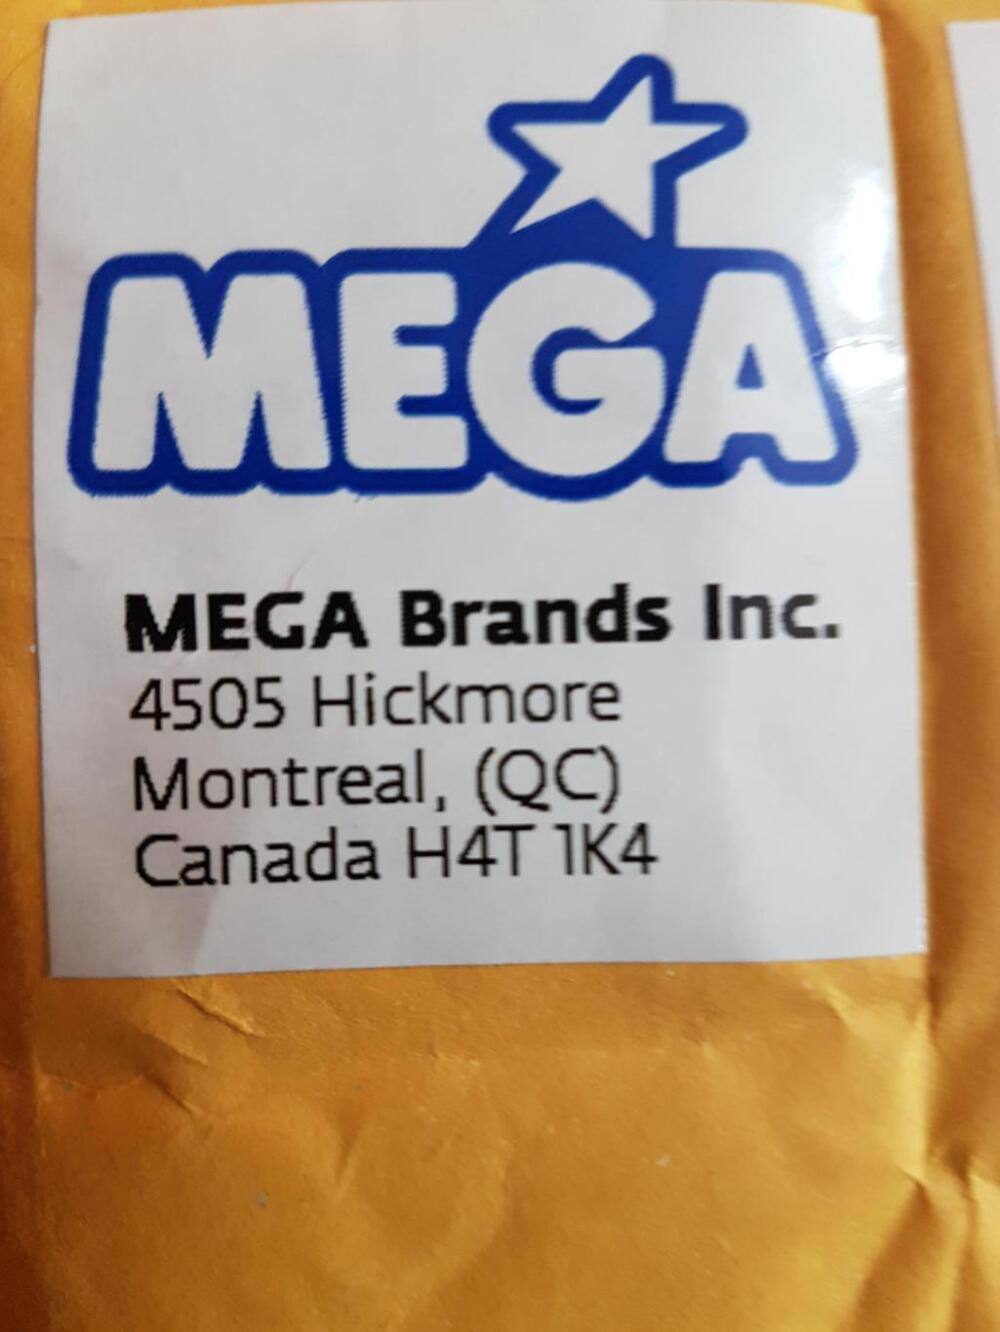 MEGA
MEGA Brands Inc.
4505 Hickmore
Montreal, (QC)
Canada H4T 1K4